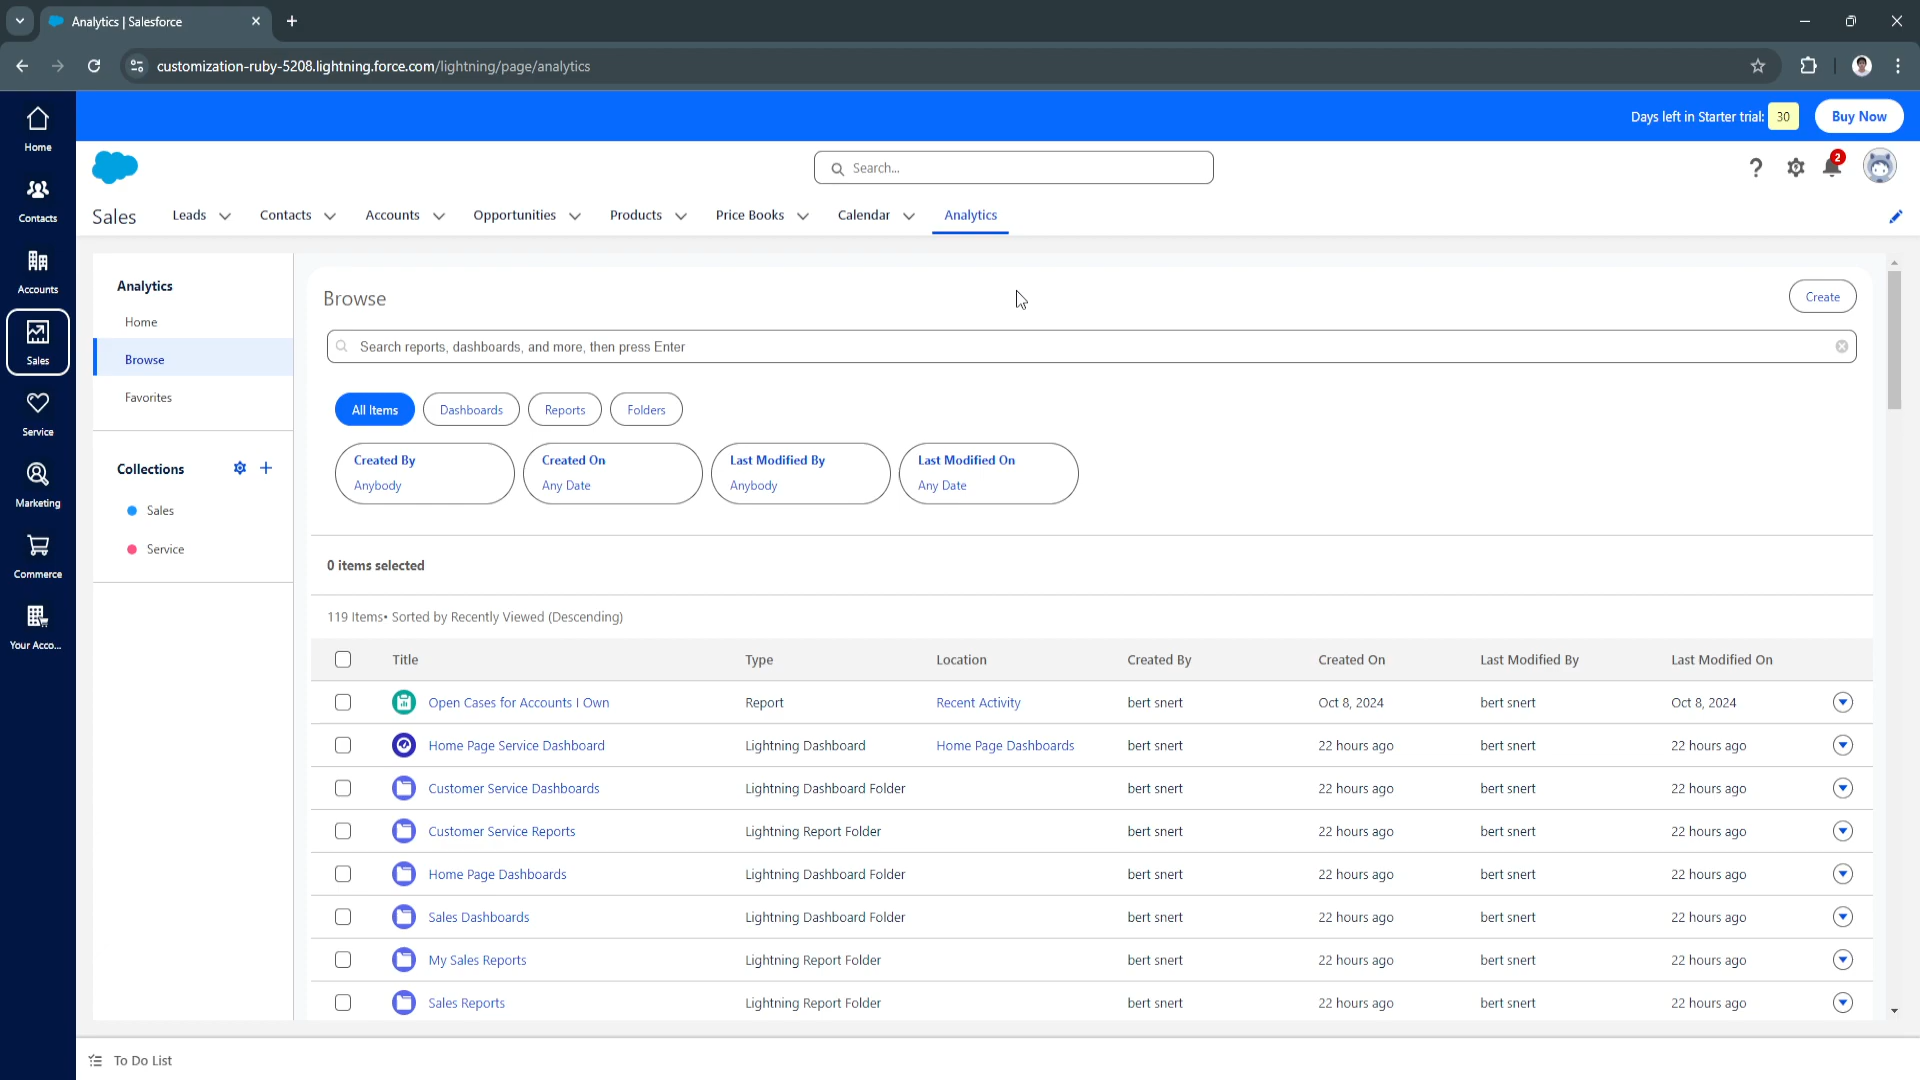 Analytics | Salesforce
customization-ruby-5208.lightning.force.com/lightning/page/analytics
Days left in Starter trial: 30 Buy Now
Home
Contacts
Accounts
Sales
Service
Marketing
Commerce
Your Acco...
Search...
2
Sales Leads Contacts Accounts Opportunities Products Price Books Calendar Analytics
Analytics
Home
Browse
Favorites
Collections
Sales
Service
Browse
Create
Search reports, dashboards, and more, then press Enter
All Items Dashboards Reports Folders
Created By Created On Last Modified By Last Modified On
Anybody Any Date Anybody Any Date
0 items selected
119 Items• Sorted by Recently Viewed (Descending)
Title Type Location Created By Created On Last Modified By Last Modified On
Open Cases for Accounts I Own Report Recent Activity bert snert Oct 8, 2024 bert snert Oct 8, 2024
Home Page Service Dashboard Lightning Dashboard Home Page Dashboards bert snert 22 hours ago bert snert 22 hours ago
Customer Service Dashboards Lightning Dashboard Folder bert snert 22 hours ago bert snert 22 hours ago
Customer Service Reports Lightning Report Folder bert snert 22 hours ago bert snert 22 hours ago
Home Page Dashboards Lightning Dashboard Folder bert snert 22 hours ago bert snert 22 hours ago
Sales Dashboards Lightning Dashboard Folder bert snert 22 hours ago bert snert 22 hours ago
My Sales Reports Lightning Report Folder bert snert 22 hours ago bert snert 22 hours ago
Sales Reports Lightning Report Folder bert snert 22 hours ago bert snert 22 hours ago
To Do List